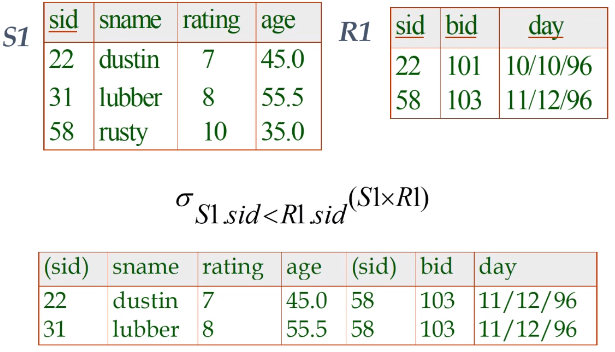 S1
sid sname rating age
22 dustin 7 45.0
31 lubber 8 55.5
58 rusty 10 35.0
R1
sid bid day
22 101 10/10/96
58 103 11/12/96
σ S1.sid<R1.sid (S1×R1)
(sid) sname rating age (sid) bid day
22 dustin 7 45.0 58 103 11/12/96
31 lubber 8 55.5 58 103 11/12/96